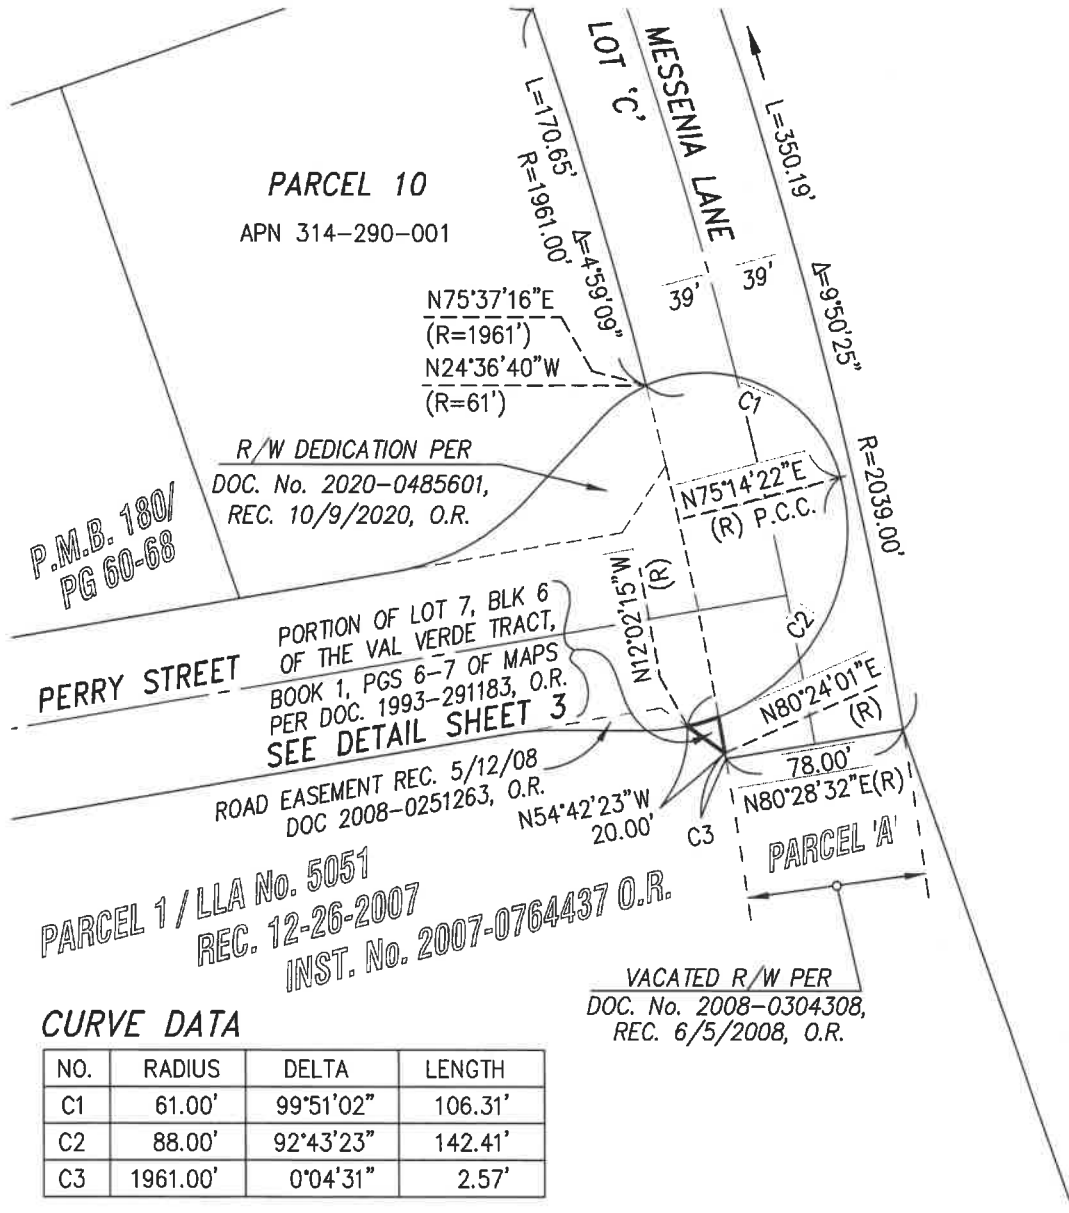 MESSENIA LANE
LOT 'C'
L=170.65'
R=1961.00'
Δ=4°59'09"
L=350.19'
Δ=9°50'25"
R=2039.00'
PARCEL 10
APN 314-290-001
39'
39'
N75°37'16"E
(R=1961')
N24°36'40"W
(R=61')
C1
R/W DEDICATION PER
DOC. No. 2020-0485601,
REC. 10/9/2020, O.R.
N75°14'22"E
(R) P.C.C.
P.M.B. 180/
PG 60-68
N12°02'15"W
(R)
C2
PERRY STREET
PORTION OF LOT 7, BLK 6
OF THE VAL VERDE TRACT,
BOOK 1, PGS 6-7 OF MAPS
PER DOC. 1993-291183, O.R.
SEE DETAIL SHEET 3
N80°24'01"E
(R)
ROAD EASEMENT REC. 5/12/08
DOC 2008-0251263, O.R.
N54°42'23"W
20.00'
C3
78.00'
N80°28'32"E(R)
PARCEL 'A'
PARCEL 1 / LLA No. 5051
REC. 12-26-2007
INST. No. 2007-0764437 O.R.
VACATED R/W PER
DOC. No. 2008-0304308,
REC. 6/5/2008, O.R.
CURVE DATA
NO. RADIUS DELTA LENGTH
C1 61.00' 99°51'02" 106.31'
C2 88.00' 92°43'23" 142.41'
C3 1961.00' 0°04'31" 2.57'